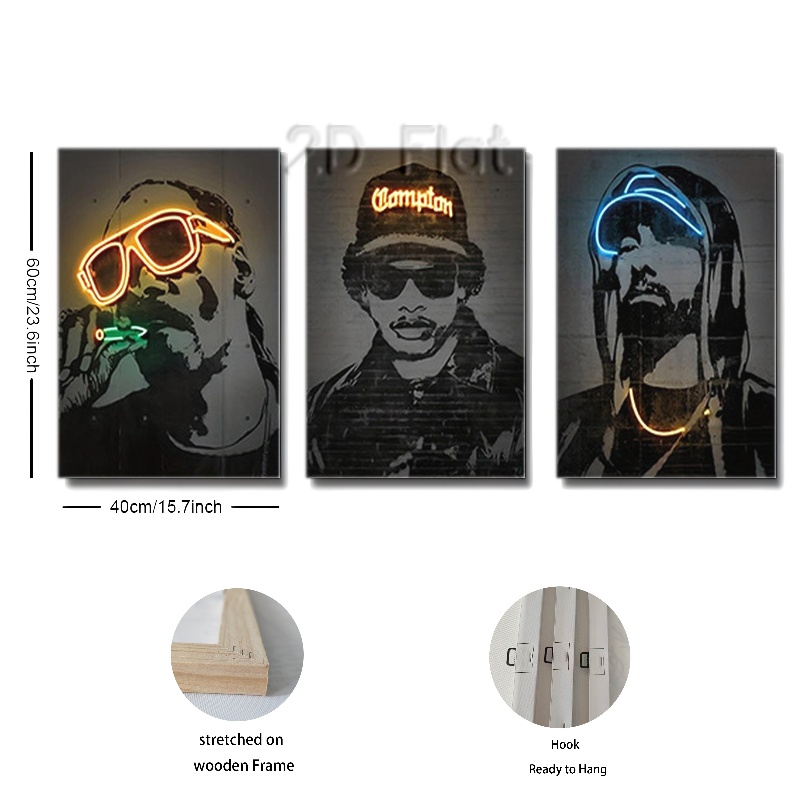 2D Flat
Compton
60cm/23.6inch
40cm/15.7inch
stretched on
wooden Frame
Hook
Ready to Hang